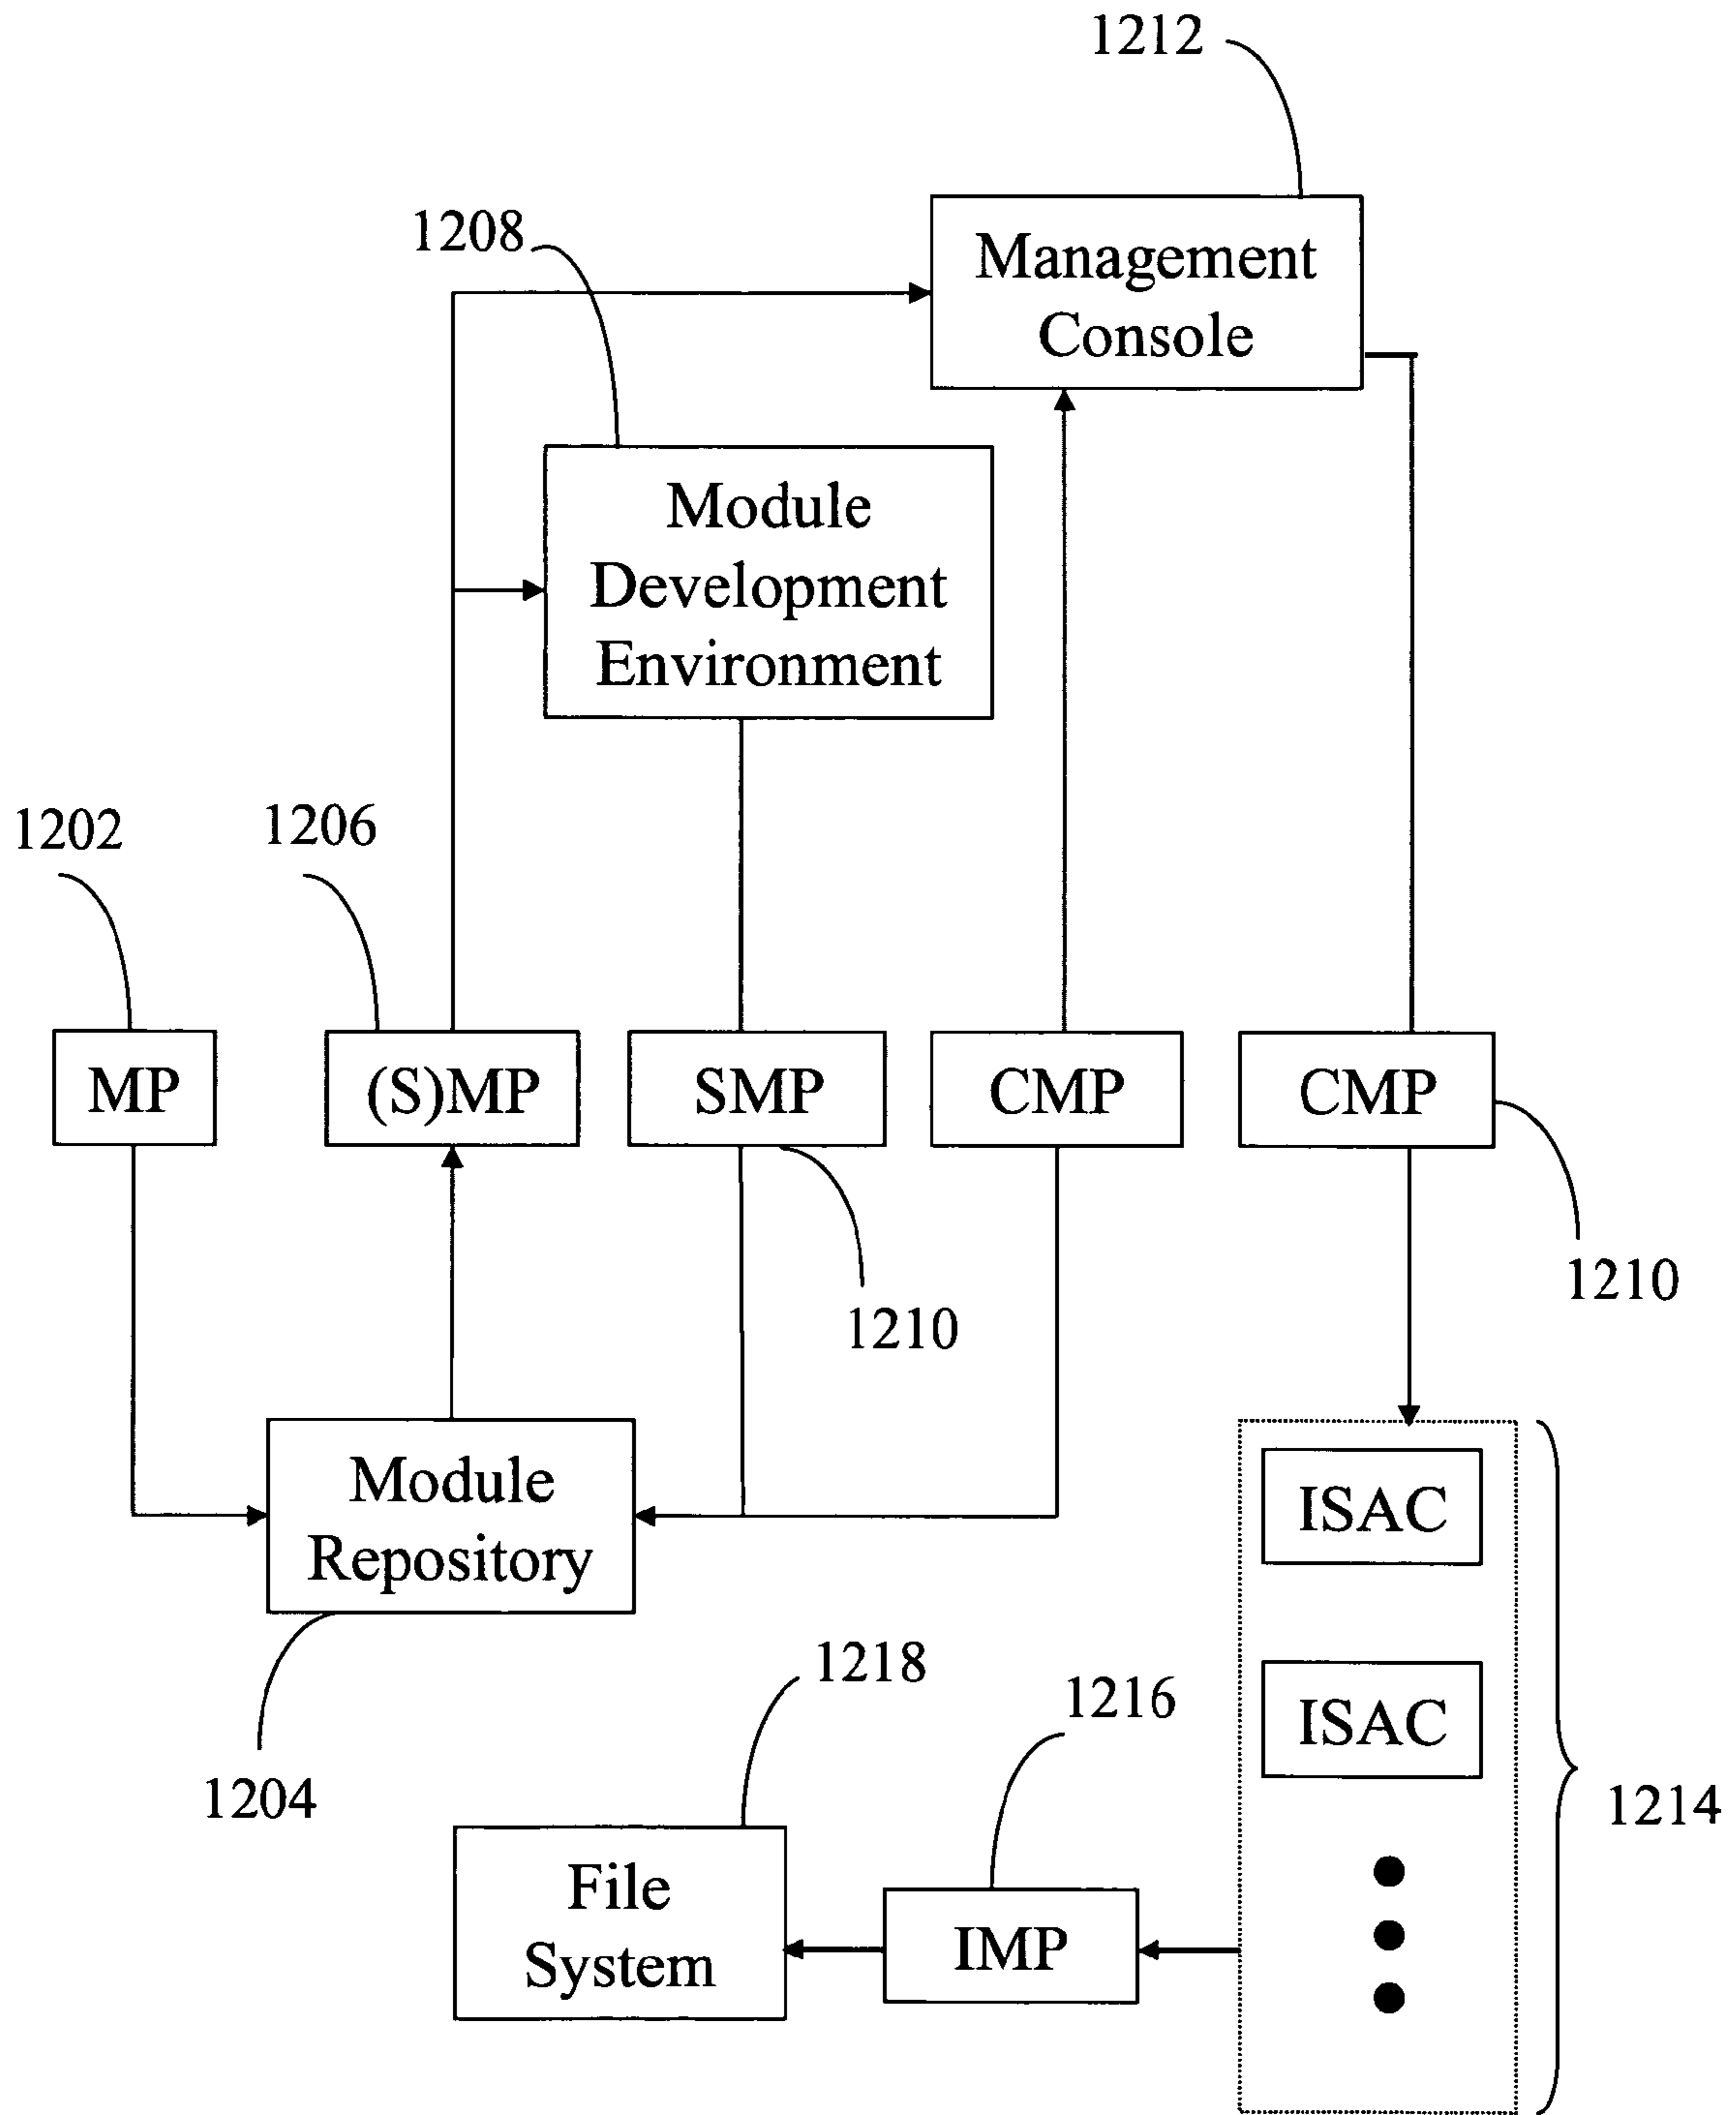 1212
1208
Management
Console
Module
Development
Environment
1202
1206
MP
(S)MP
SMP
CMP
CMP
1210
1210
Module
Repository
ISAC
ISAC
1218
1216
1204
1214
File
System
IMP